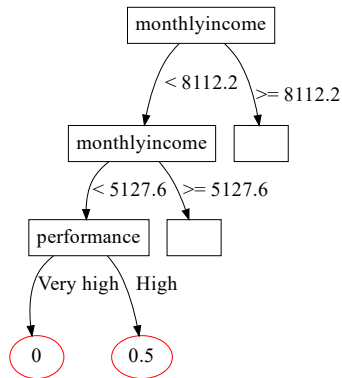 monthlyincome
< 8112.2
>= 8112.2
monthlyincome
< 5127.6
>= 5127.6
performance
Very high
High
0
0.5